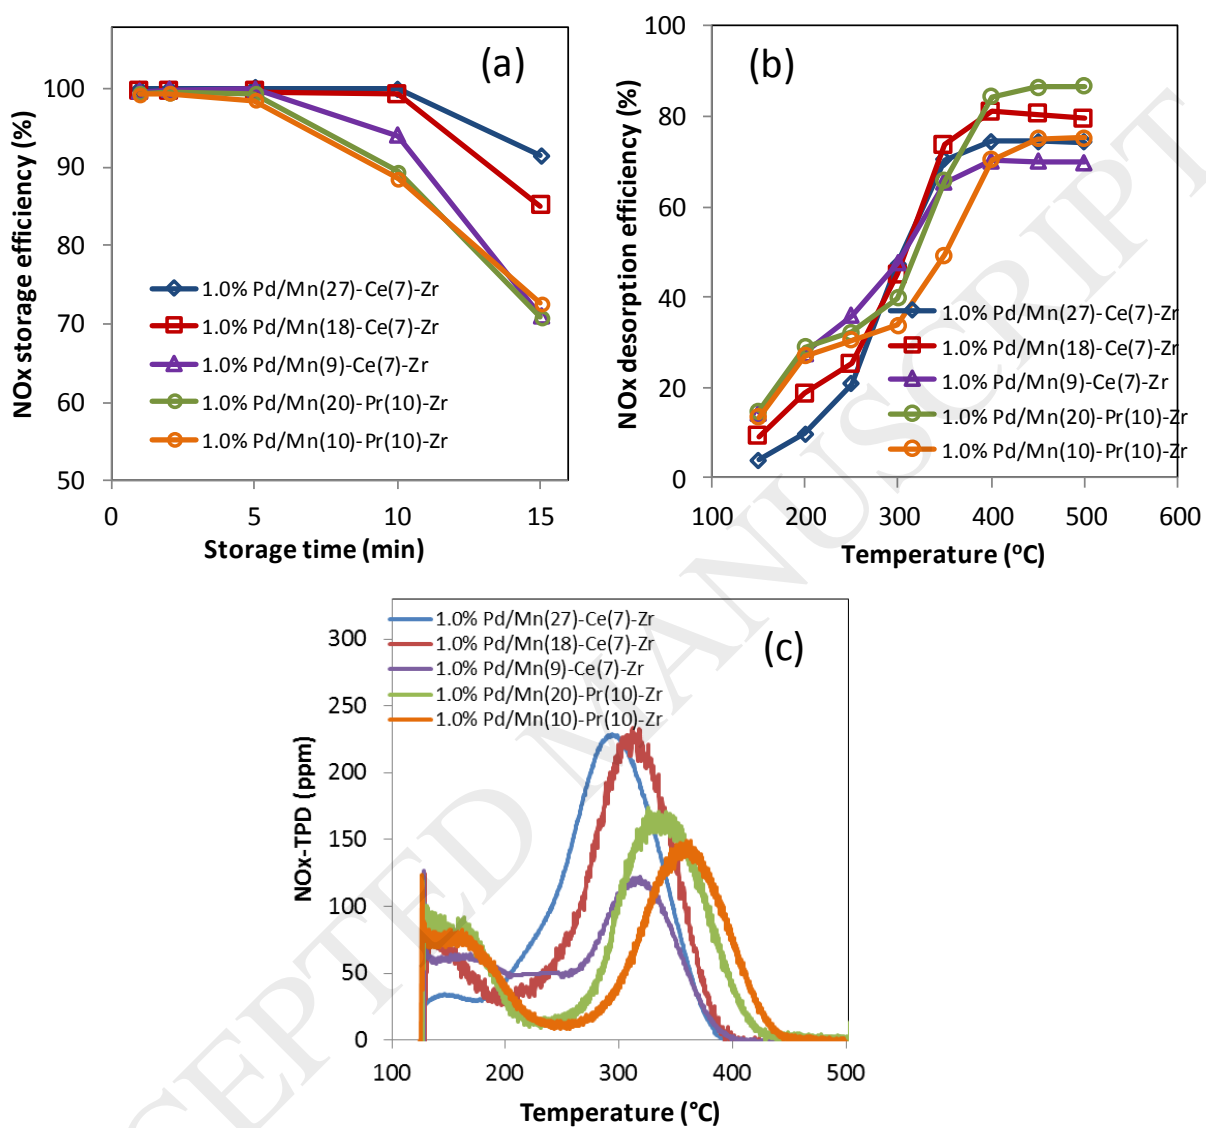 (a)
NOx storage efficiency (%)
100
90
80
70
60
50
1.0% Pd/Mn(27)-Ce(7)-Zr
1.0% Pd/Mn(18)-Ce(7)-Zr
1.0% Pd/Mn(9)-Ce(7)-Zr
1.0% Pd/Mn(20)-Pr(10)-Zr
1.0% Pd/Mn(10)-Pr(10)-Zr
0 5 10 15
Storage time (min)
(b)
NOx desorption efficiency (%)
100
80
60
40
20
0
1.0% Pd/Mn(27)-Ce(7)-Zr
1.0% Pd/Mn(18)-Ce(7)-Zr
1.0% Pd/Mn(9)-Ce(7)-Zr
1.0% Pd/Mn(20)-Pr(10)-Zr
1.0% Pd/Mn(10)-Pr(10)-Zr
100 200 300 400 500 600
Temperature (°C)
(c)
NOx-TPD (ppm)
300
250
200
150
100
50
0
1.0% Pd/Mn(27)-Ce(7)-Zr
1.0% Pd/Mn(18)-Ce(7)-Zr
1.0% Pd/Mn(9)-Ce(7)-Zr
1.0% Pd/Mn(20)-Pr(10)-Zr
1.0% Pd/Mn(10)-Pr(10)-Zr
100 200 300 400 500
Temperature (°C)
CEPTED MANUSCRIPT